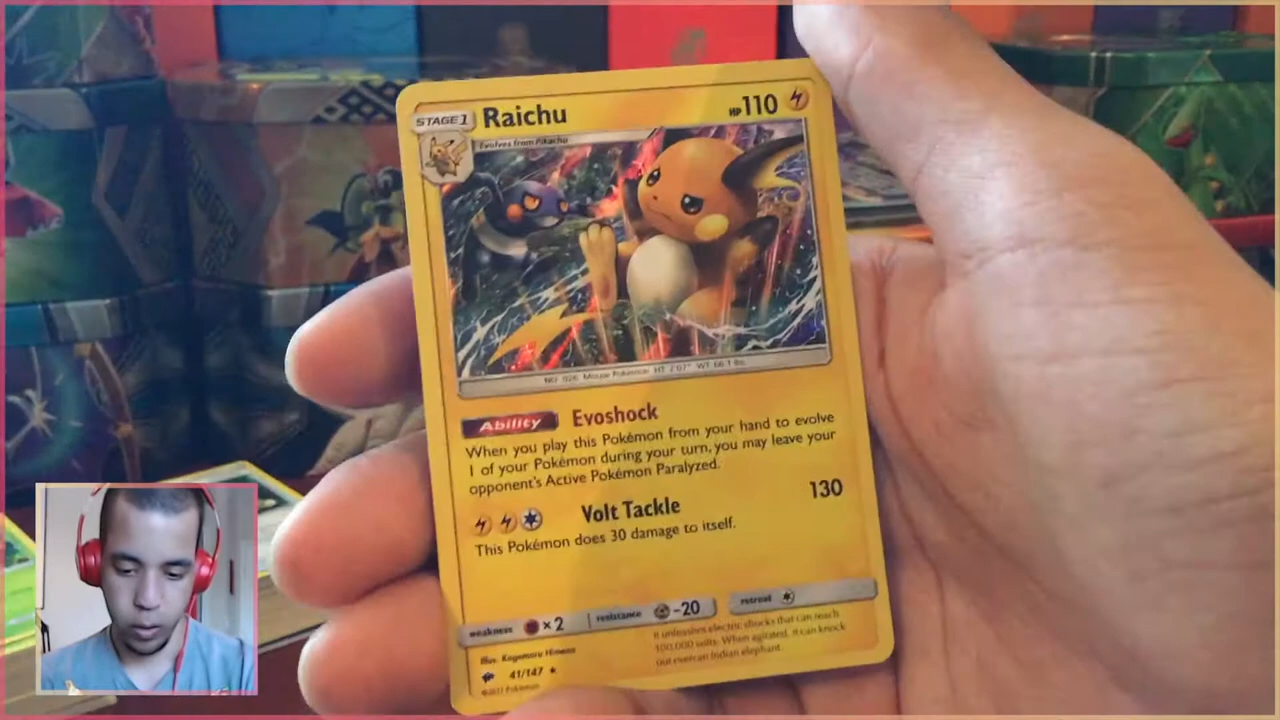 STAGE 1 Raichu HP 110
Evolves from Pikachu
NO. 026 Mouse Pokémon HT 2'07" WT 66.1 lbs.
Ability Evoshock
When you play this Pokémon from your hand to evolve
1 of your Pokémon during your turn, you may leave your
opponent's Active Pokémon Paralyzed.
Volt Tackle 130
This Pokémon does 30 damage to itself.
weakness ×2 resistance -20 retreat
It unleashes electric shocks that can reach
100,000 volts. When agitated, it can knock
out even an Indian elephant.
Illus. Kagemaru Himeno
41/147 ★
©2017 Pokémon